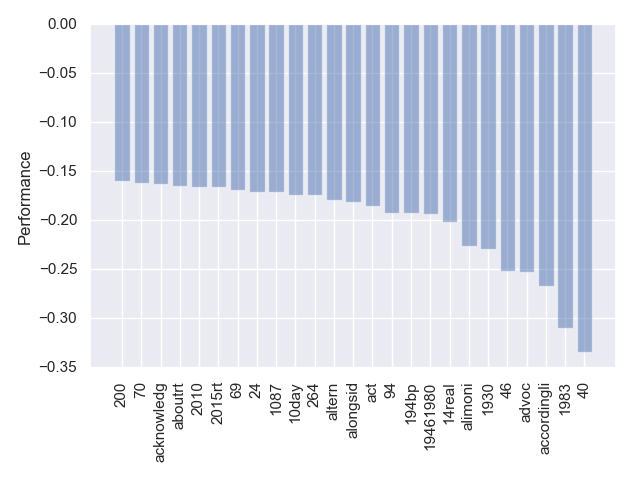 0.00
−0.05
−0.10
−0.15
−0.20
−0.25
−0.30
−0.35
Performance
200
70
acknowledg
aboutrt
2010
2015rt
69
24
1087
10day
264
altern
alongsid
act
94
194bp
19461980
14real
alimoni
1930
46
advoc
accordingli
1983
40